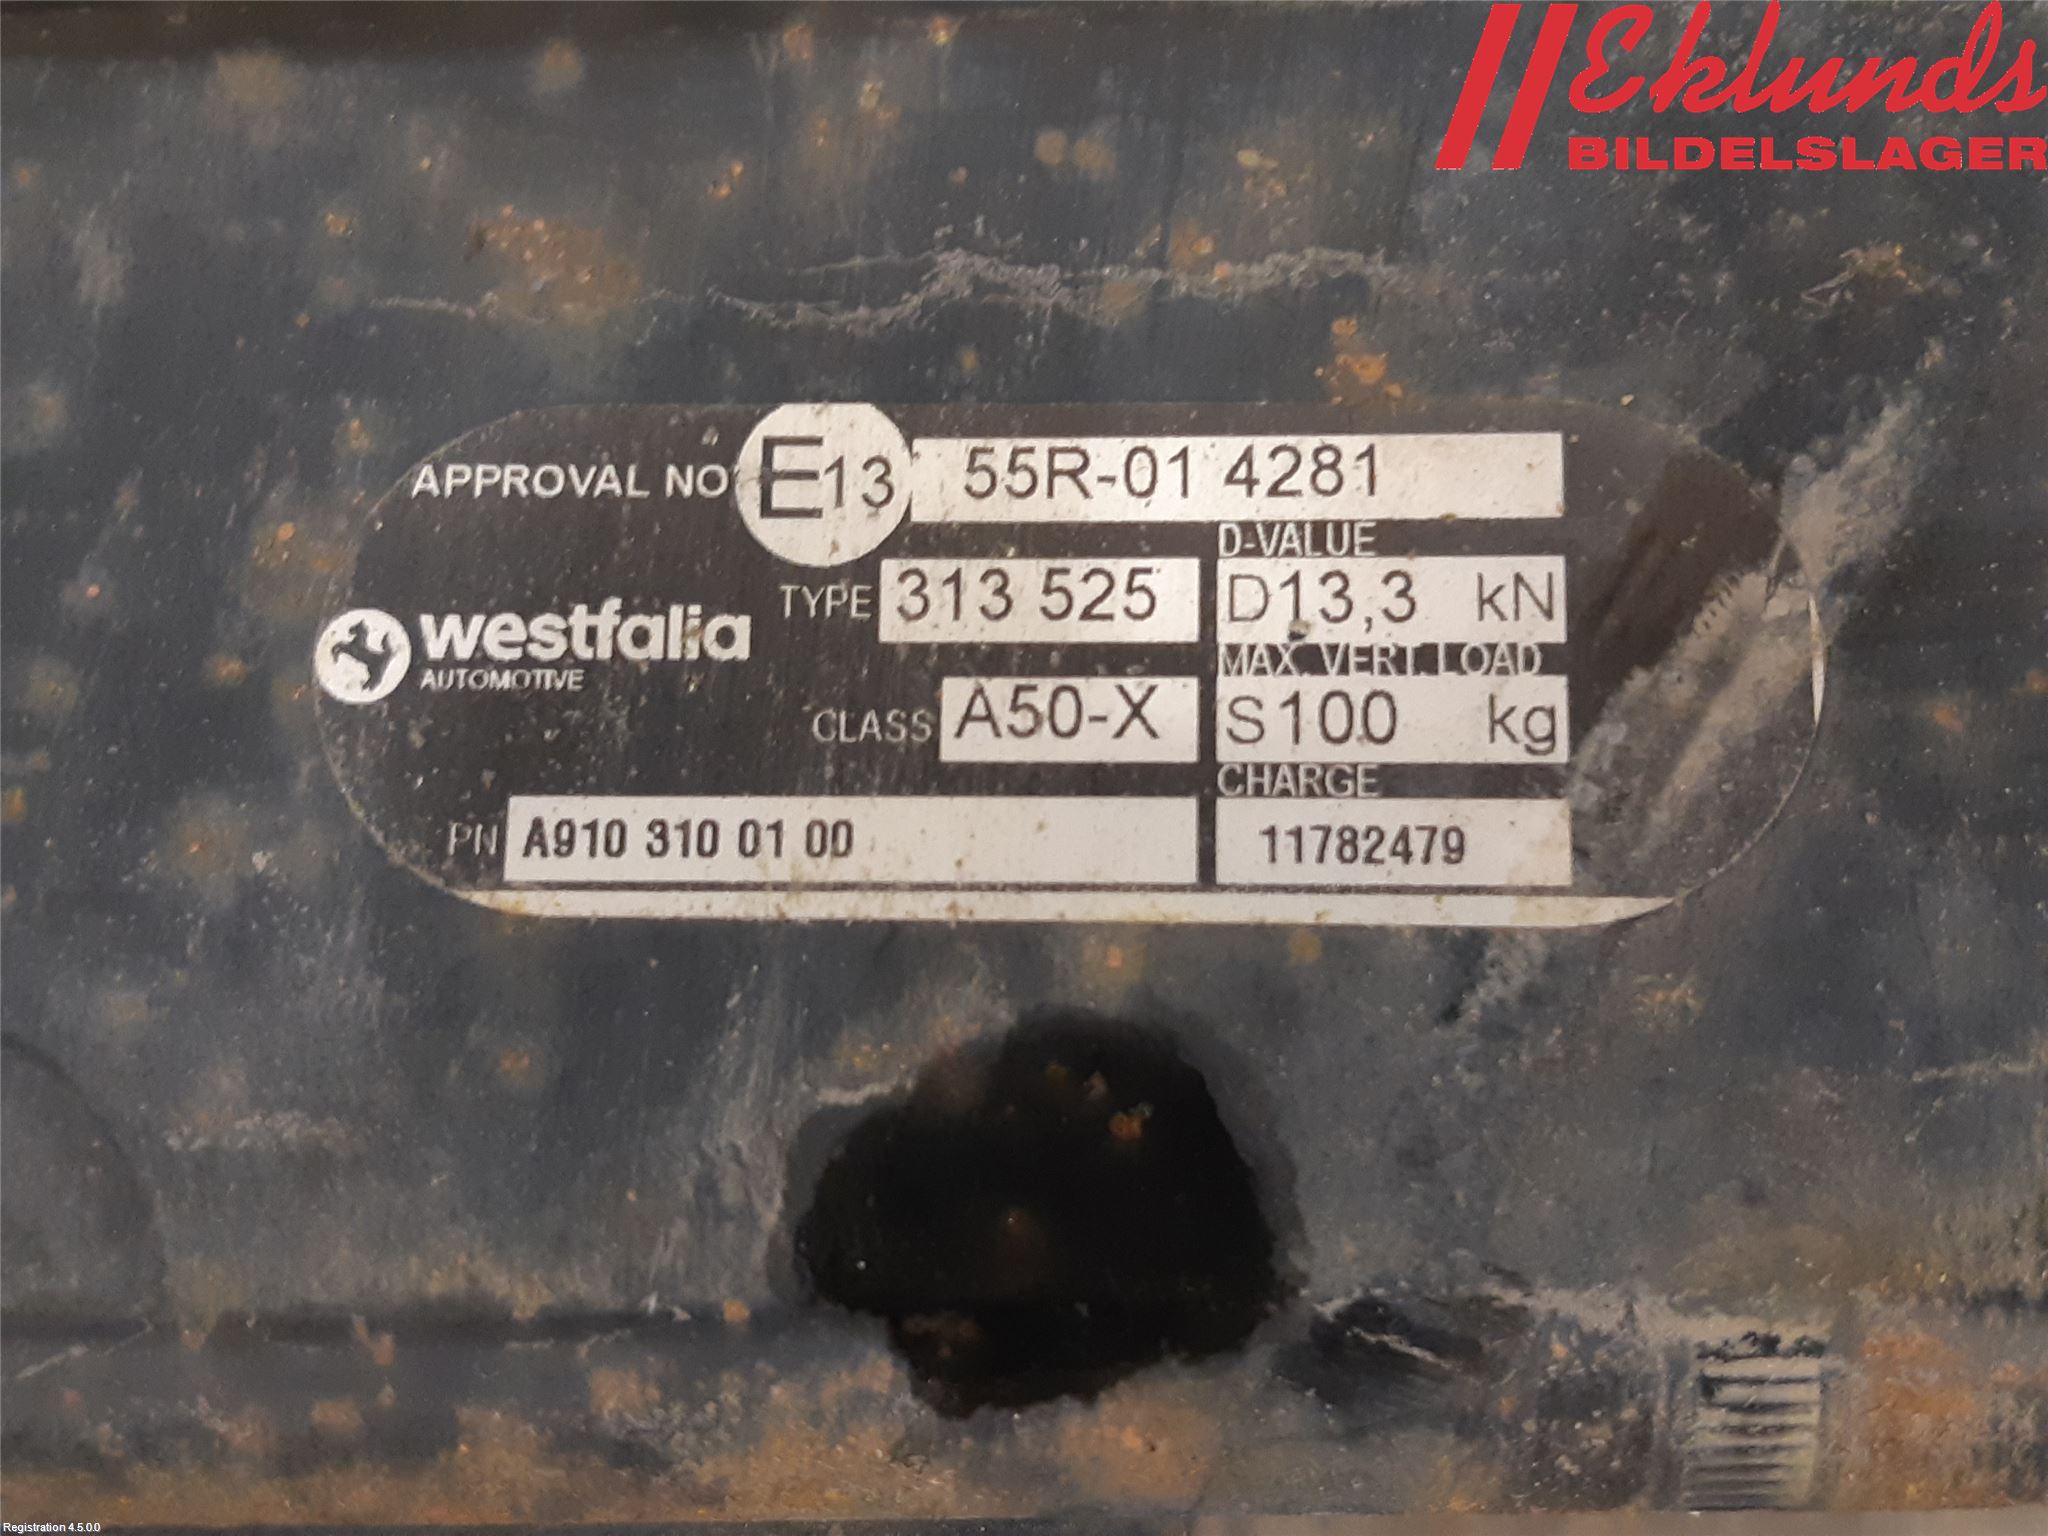 Eklunds
BILDELSLAGER
APPROVAL NO E13 55R-01 4281
D-VALUE
TYPE 313 525 D13,3 kN
westfalia
AUTOMOTIVE
MAX. VERT. LOAD
CLASS A50-X S100 kg
CHARGE
PN A910 310 01 00 11782479
Registration 4.5.0.0